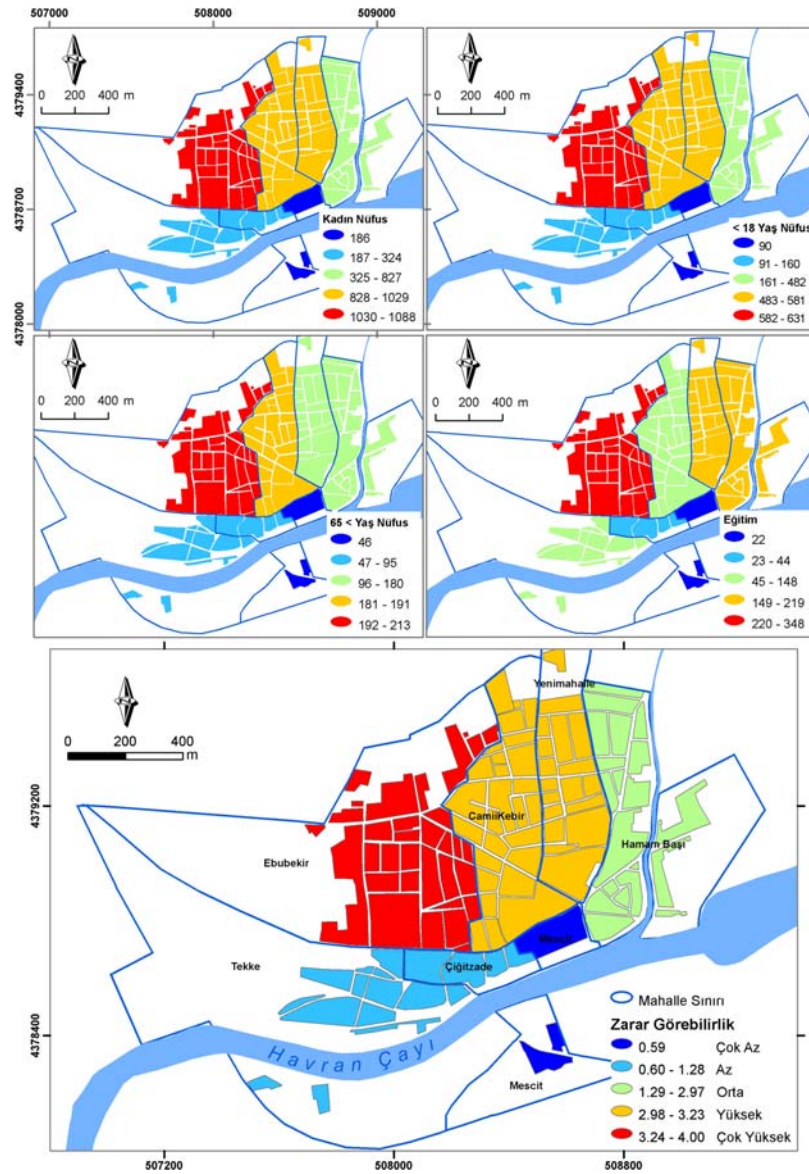 507000 508000 509000
4379400
4378700
4378000
0 200 400 m
Kadın Nüfus
186
187 - 324
325 - 827
828 - 1029
1030 - 1088
0 200 400 m
< 18 Yaş Nüfus
90
91 - 160
161 - 482
483 - 581
582 - 631
0 200 400 m
65 < Yaş Nüfus
46
47 - 95
96 - 180
181 - 191
192 - 213
0 200 400 m
Eğitim
22
23 - 44
45 - 148
149 - 219
220 - 348
0 200 400 m
4379200
4378400
Yenimahalle
CamiiKebir
Hamam Başı
Ebubekir
Mescit
Tekke
Çiğitzade
Havran Çayı
Mescit
Mahalle Sınırı
Zarar Görebilirlik
0.59 Çok Az
0.60 - 1.28 Az
1.29 - 2.97 Orta
2.98 - 3.23 Yüksek
3.24 - 4.00 Çok Yüksek
507200 508000 508800